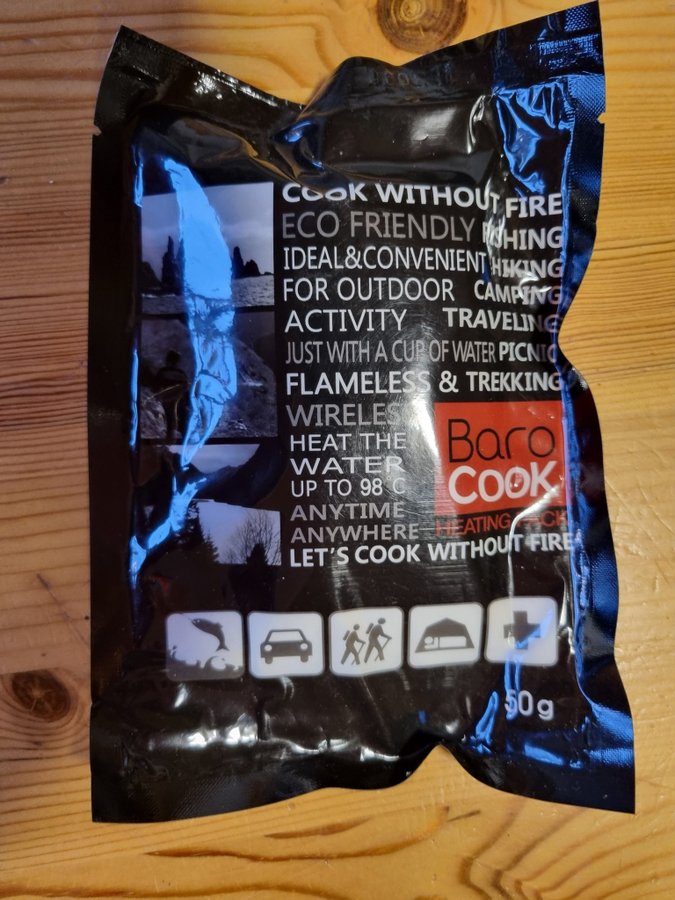 COOK WITHOUT FIRE
ECO FRIENDLY FISHING
IDEAL&CONVENIENT HIKING
FOR OUTDOOR CAMPING
ACTIVITY TRAVELING
JUST WITH A CUP OF WATER PICNIC
FLAMELESS & TREKKING
WIRELESS
HEAT THE
WATER
UP TO 98°C
ANYTIME
ANYWHERE
Baro
COOK
HEATING PACK
LET'S COOK WITHOUT FIRE
50g